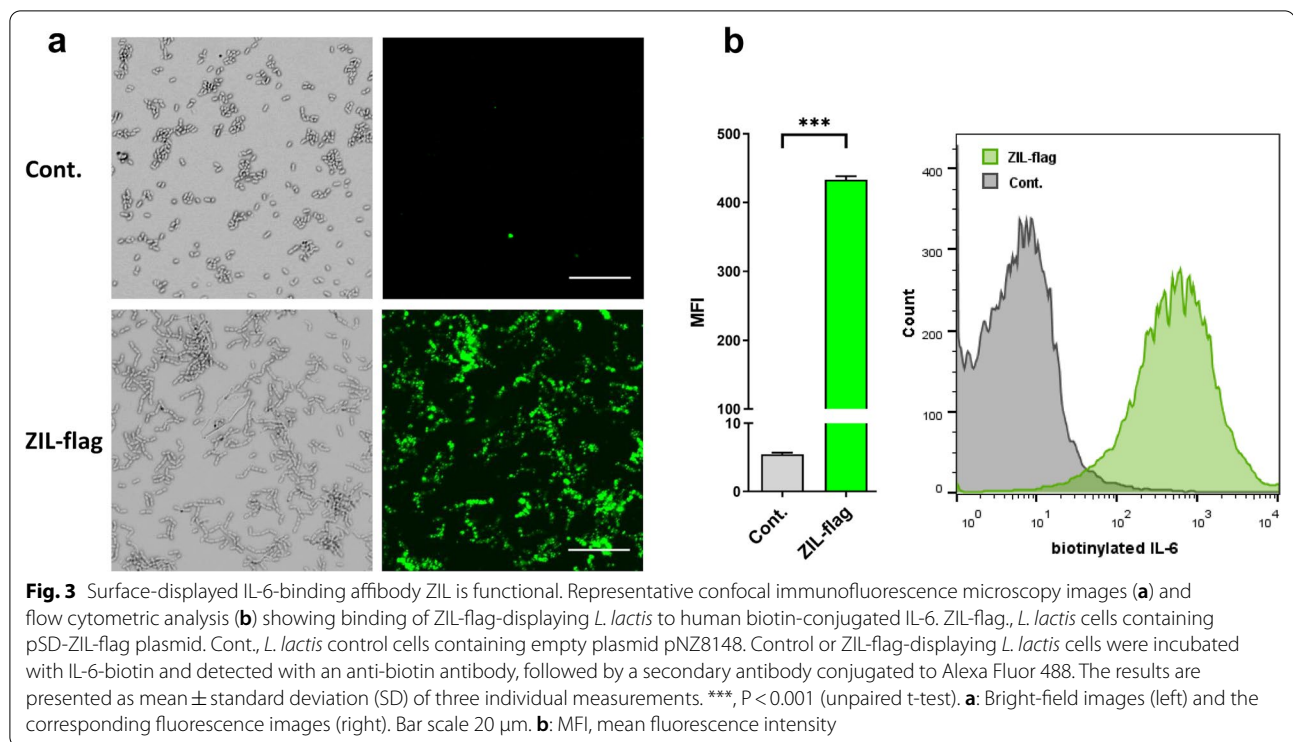 a
Cont.
ZIL-flag
b
***
500
400
300
200
100
10
0
MFI
Cont.
ZIL-flag
ZIL-flag
Cont.
400
300
200
100
0
Count
10^0 10^1 10^2 10^3 10^4
biotinylated IL-6
Fig. 3 Surface-displayed IL-6-binding affibody ZIL is functional. Representative confocal immunofluorescence microscopy images (a) and
flow cytometric analysis (b) showing binding of ZIL-flag-displaying L. lactis to human biotin-conjugated IL-6. ZIL-flag., L. lactis cells containing
pSD-ZIL-flag plasmid. Cont., L. lactis control cells containing empty plasmid pNZ8148. Control or ZIL-flag-displaying L. lactis cells were incubated
with IL-6-biotin and detected with an anti-biotin antibody, followed by a secondary antibody conjugated to Alexa Fluor 488. The results are
presented as mean ± standard deviation (SD) of three individual measurements. ***, P < 0.001 (unpaired t-test). a: Bright-field images (left) and the
corresponding fluorescence images (right). Bar scale 20 μm. b: MFI, mean fluorescence intensity